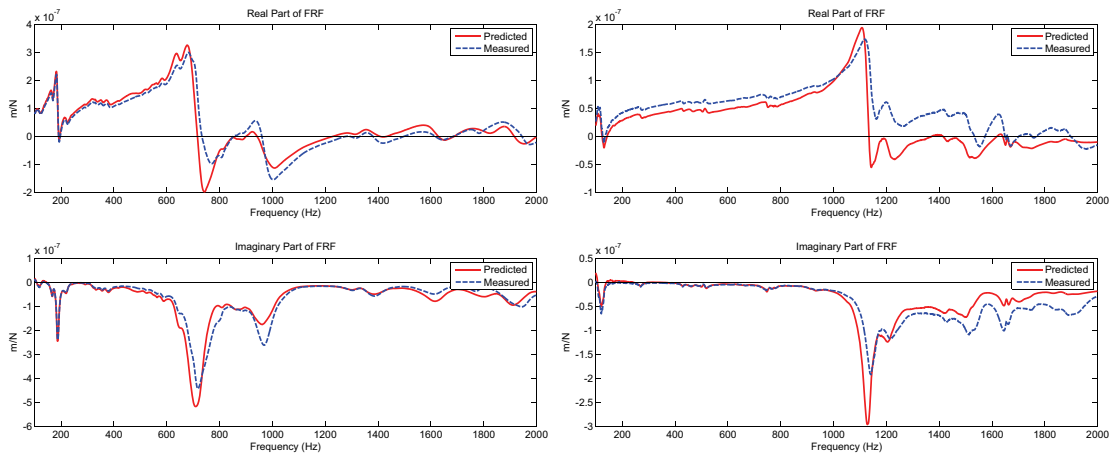 Real Part of FRF
x 10-7
4
3
2
1
0
-1
-2
m/N
200 400 600 800 1000 1200 1400 1600 1800 2000
Frequency (Hz)
Predicted
Measured
Real Part of FRF
x 10-7
2
1.5
1
0.5
0
-0.5
-1
m/N
200 400 600 800 1000 1200 1400 1600 1800 2000
Frequency (Hz)
Predicted
Measured
Imaginary Part of FRF
x 10-7
1
0
-1
-2
-3
-4
-5
-6
m/N
200 400 600 800 1000 1200 1400 1600 1800 2000
Frequency (Hz)
Predicted
Measured
Imaginary Part of FRF
x 10-7
0.5
0
-0.5
-1
-1.5
-2
-2.5
-3
m/N
200 400 600 800 1000 1200 1400 1600 1800 2000
Frequency (Hz)
Predicted
Measured